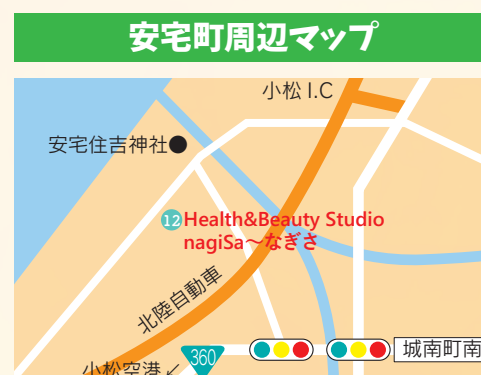 安宅町周辺マップ
小松 I.C
安宅住吉神社
12 Health&Beauty Studio
nagiSa～なぎさ
北陸自動車
360
城南町南
小松空港